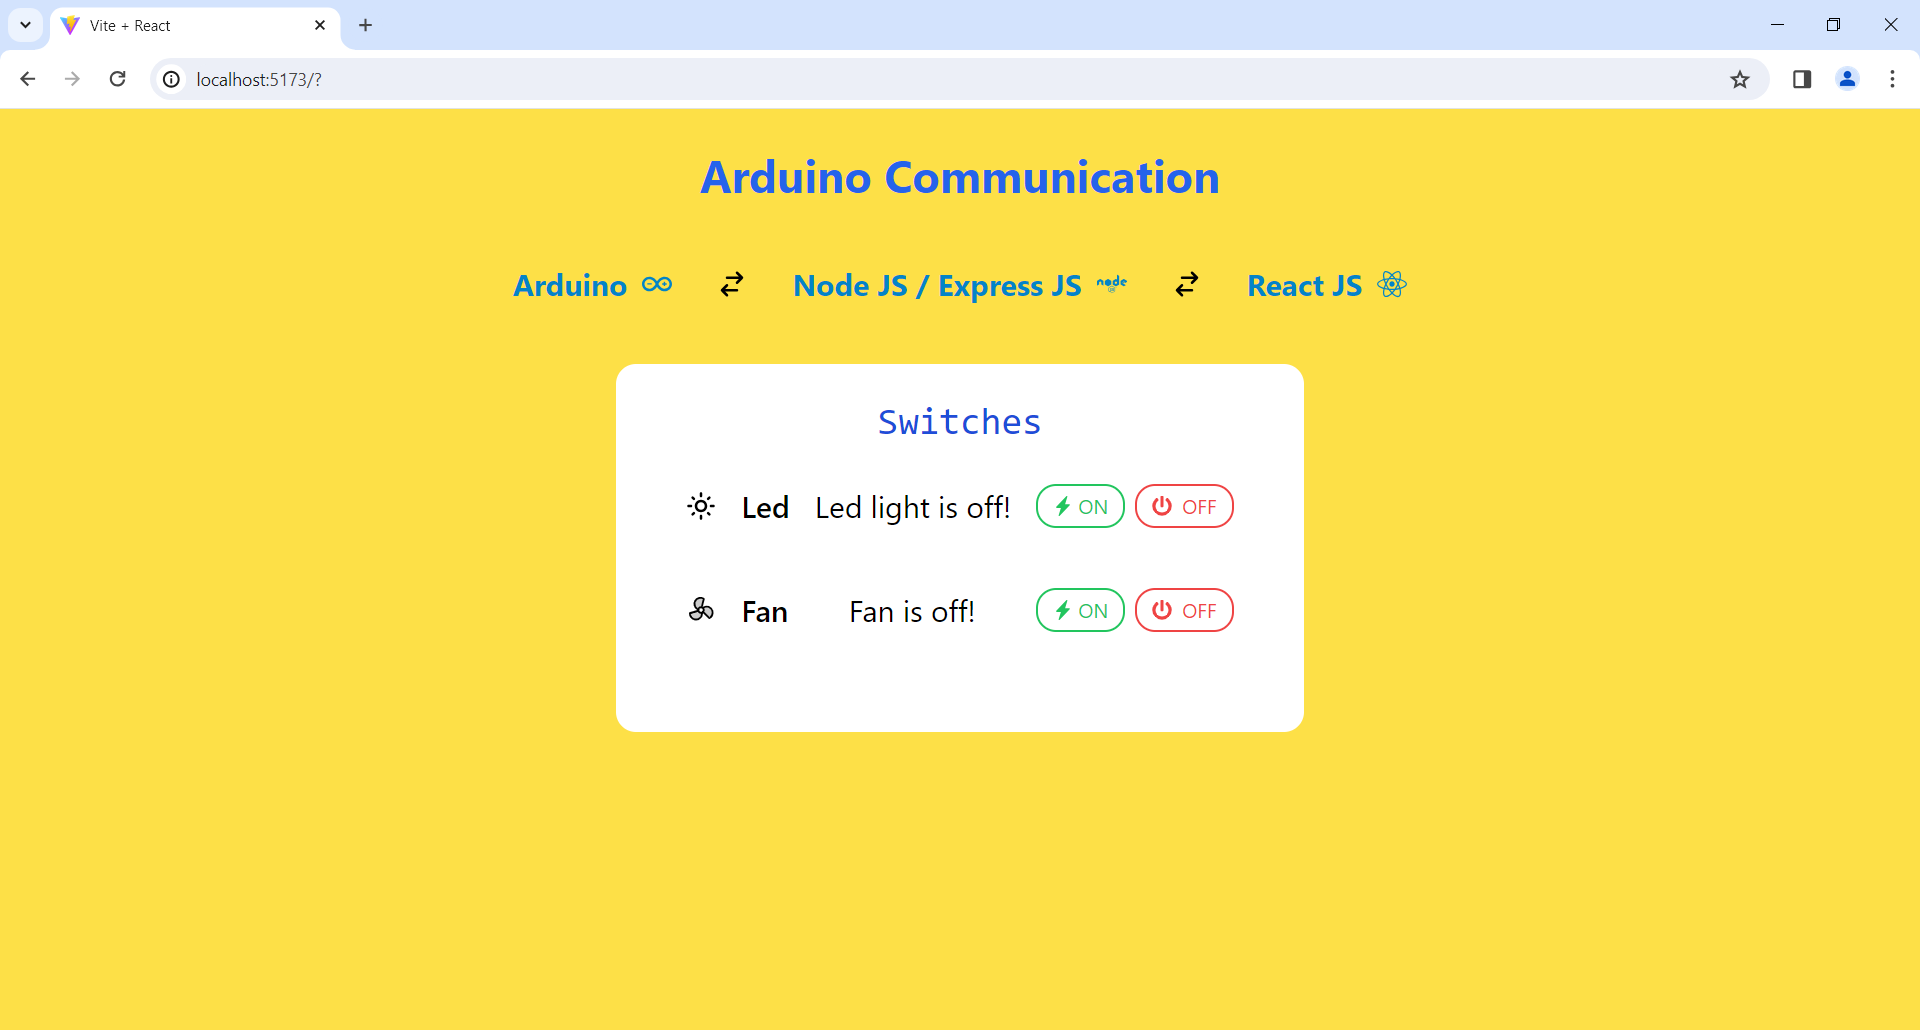 Vite + React
localhost:5173/?
Arduino Communication
Arduino Node JS / Express JS node React JS
Switches
Led Led light is off! ON OFF
Fan Fan is off! ON OFF